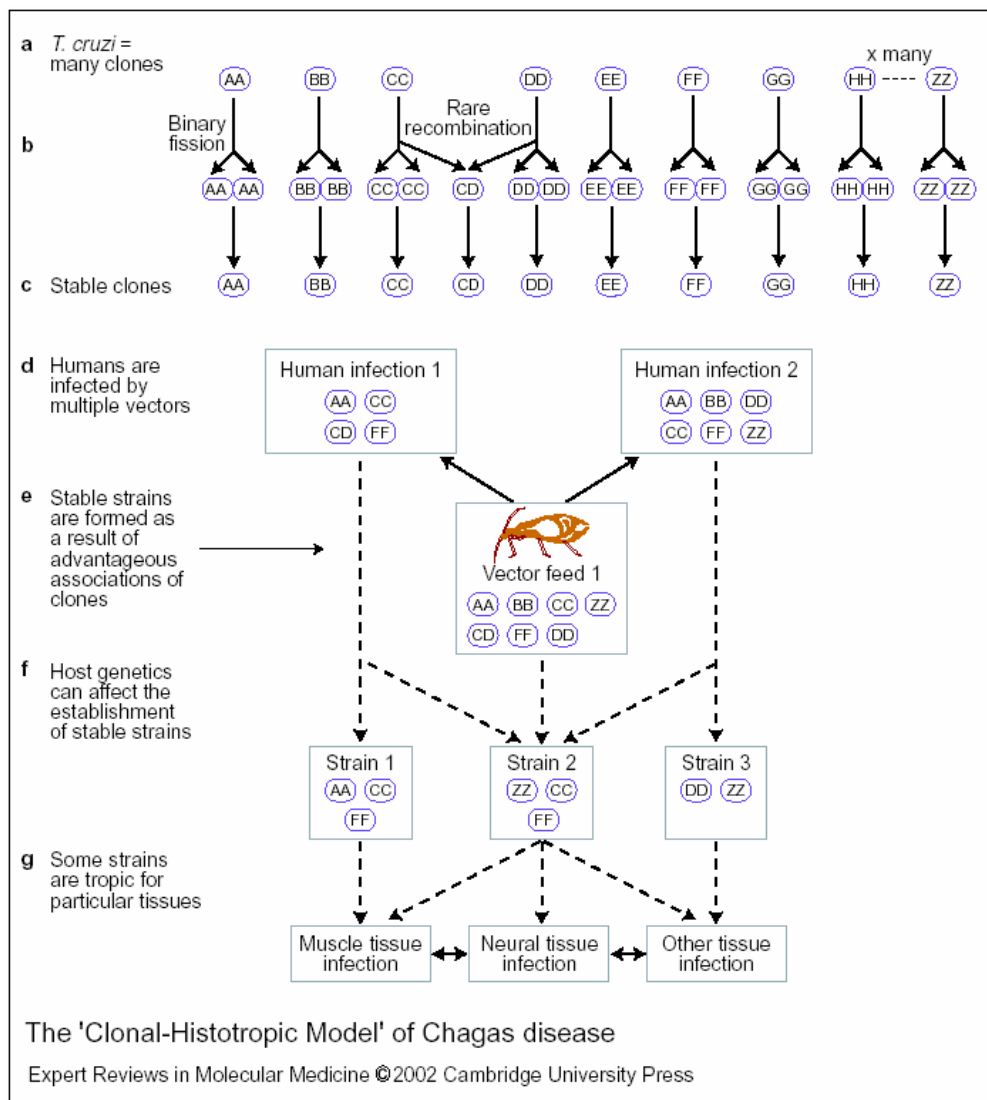 a T. cruzi =
many clones
x many
AA BB CC DD EE FF GG HH ---- ZZ
b
Binary
fission
Rare
recombination
AA AA BB BB CC CC CD DD DD EE EE FF FF GG GG HH HH ZZ ZZ
c Stable clones
AA BB CC CD DD EE FF GG HH ZZ
d Humans are
infected by
multiple vectors
Human infection 1
AA CC
CD FF
Human infection 2
AA BB DD
CC FF ZZ
e Stable strains
are formed as
a result of
advantageous
associations of
clones
Vector feed 1
AA BB CC ZZ
CD FF DD
f Host genetics
can affect the
establishment
of stable strains
Strain 1
AA CC
FF
Strain 2
ZZ CC
FF
Strain 3
DD ZZ
g Some strains
are tropic for
particular tissues
Muscle tissue
infection
Neural tissue
infection
Other tissue
infection
The 'Clonal-Histotropic Model' of Chagas disease
Expert Reviews in Molecular Medicine ©2002 Cambridge University Press